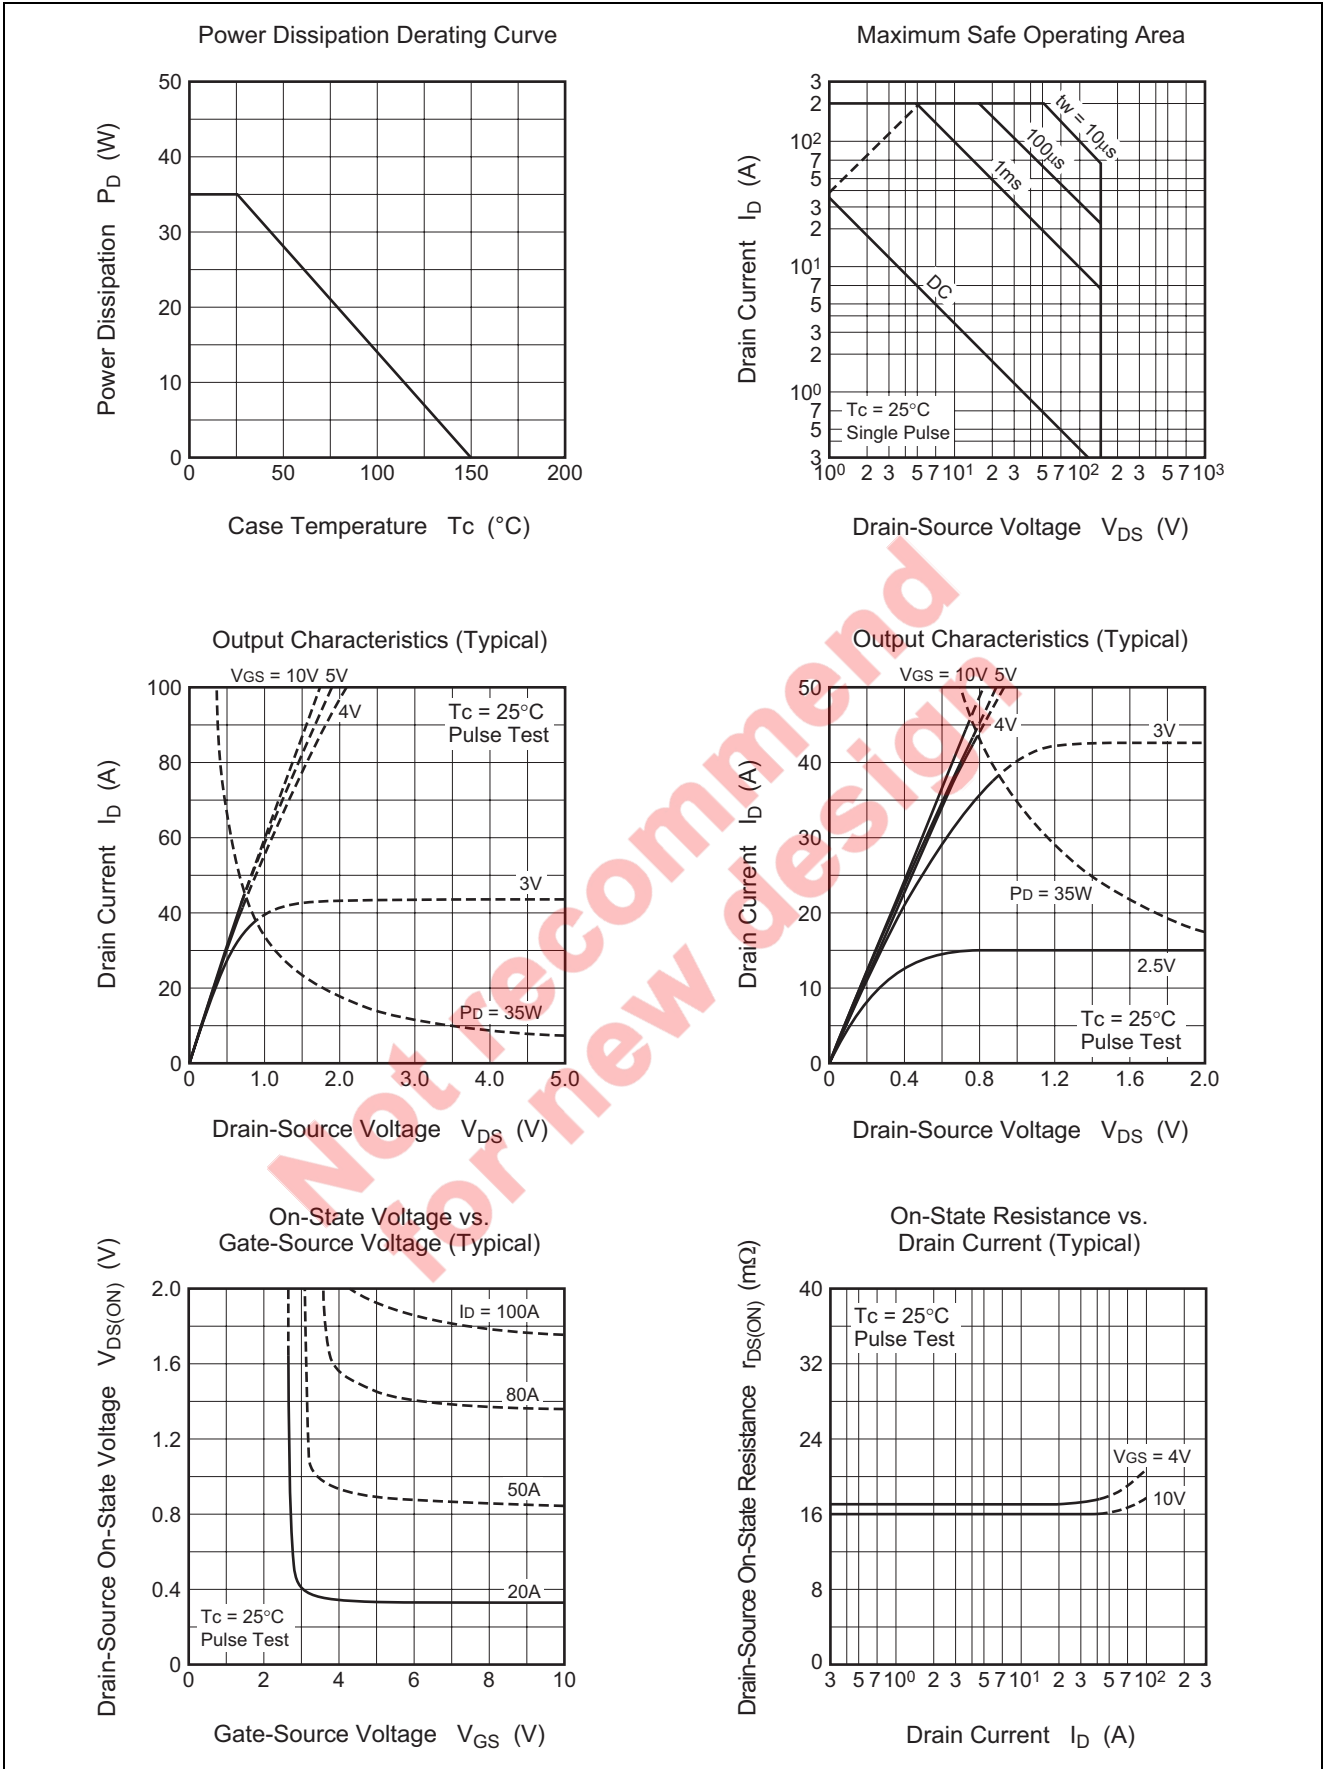 Power Dissipation Derating Curve
Power Dissipation PD (W)
50
40
30
20
10
0
0 50 100 150 200
Case Temperature Tc (°C)
Maximum Safe Operating Area
Drain Current ID (A)
3
2
10²
7
5
3
2
10¹
7
5
3
2
10⁰
7
5
3
tw = 10μs
100μs
1ms
DC
Tc = 25°C
Single Pulse
10⁰ 2 3 5 7 10¹ 2 3 5 7 10² 2 3 5 7 10³
Drain-Source Voltage VDS (V)
Output Characteristics (Typical)
Drain Current ID (A)
VGS = 10V 5V
4V
Tc = 25°C
Pulse Test
3V
PD = 35W
100
80
60
40
20
0
0 1.0 2.0 3.0 4.0 5.0
Drain-Source Voltage VDS (V)
Output Characteristics (Typical)
Drain Current ID (A)
VGS = 10V 5V
4V
3V
PD = 35W
2.5V
Tc = 25°C
Pulse Test
50
40
30
20
10
0
0 0.4 0.8 1.2 1.6 2.0
Drain-Source Voltage VDS (V)
On-State Voltage vs.
Gate-Source Voltage (Typical)
Drain-Source On-State Voltage VDS(ON) (V)
2.0
1.6
1.2
0.8
0.4
0
ID = 100A
80A
50A
20A
Tc = 25°C
Pulse Test
0 2 4 6 8 10
Gate-Source Voltage VGS (V)
On-State Resistance vs.
Drain Current (Typical)
Drain-Source On-State Resistance rDS(ON) (mΩ)
40
32
24
16
8
0
Tc = 25°C
Pulse Test
VGS = 4V
10V
3 5 7 10⁰ 2 3 5 7 10¹ 2 3 5 7 10² 2 3
Drain Current ID (A)
Not recommend
for new design